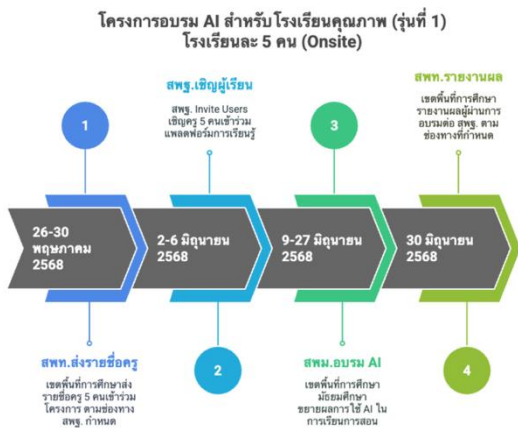 โครงการอบรม AI สำหรับโรงเรียนคุณภาพ (รุ่นที่ 1)
โรงเรียนละ 5 คน (Onsite)
1
26-30
พฤษภาคม
2568
สพท.ส่งรายชื่อครู
เขตพื้นที่การศึกษาส่ง
รายชื่อครู 5 คนเข้าร่วม
โครงการ ตามช่องทาง
สพฐ. กำหนด
สพฐ.เชิญผู้เรียน
สพฐ. Invite Users
เชิญครู 5 คนเข้าร่วม
แพลตฟอร์มการเรียนรู้
2-6 มิถุนายน
2568
2
3
9-27 มิถุนายน
2568
สพม.อบรม AI
เขตพื้นที่การศึกษา
มัธยมศึกษา
ขยายผลการใช้ AI ใน
การเรียนการสอน
สพท.รายงานผล
เขตพื้นที่การศึกษา
รายงานผลผู้ผ่านการ
อบรมต่อ สพฐ. ตาม
ช่องทางที่กำหนด
30 มิถุนายน
2568
4